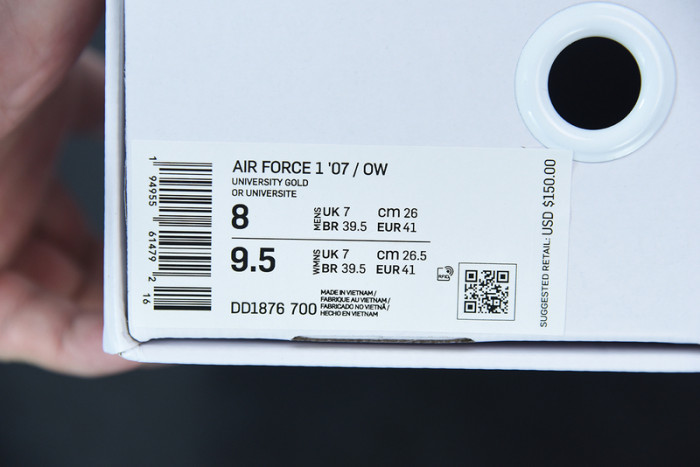 AIR FORCE 1 '07 / OW
UNIVERSITY GOLD
OR UNIVERSITE
8 MENS UK 7 cm 26
BR 39.5 EUR 41
9.5 WMNS UK 7 cm 26.5
BR 39.5 EUR 41
RFID
DD1876 700
MADE IN VIETNAM /
FABRIQUE AU VIETNAM /
FABRICADO NO VIETNÃ /
HECHO EN VIETNAM
1 94955 61479 2 16
SUGGESTED RETAIL: USD $150.00